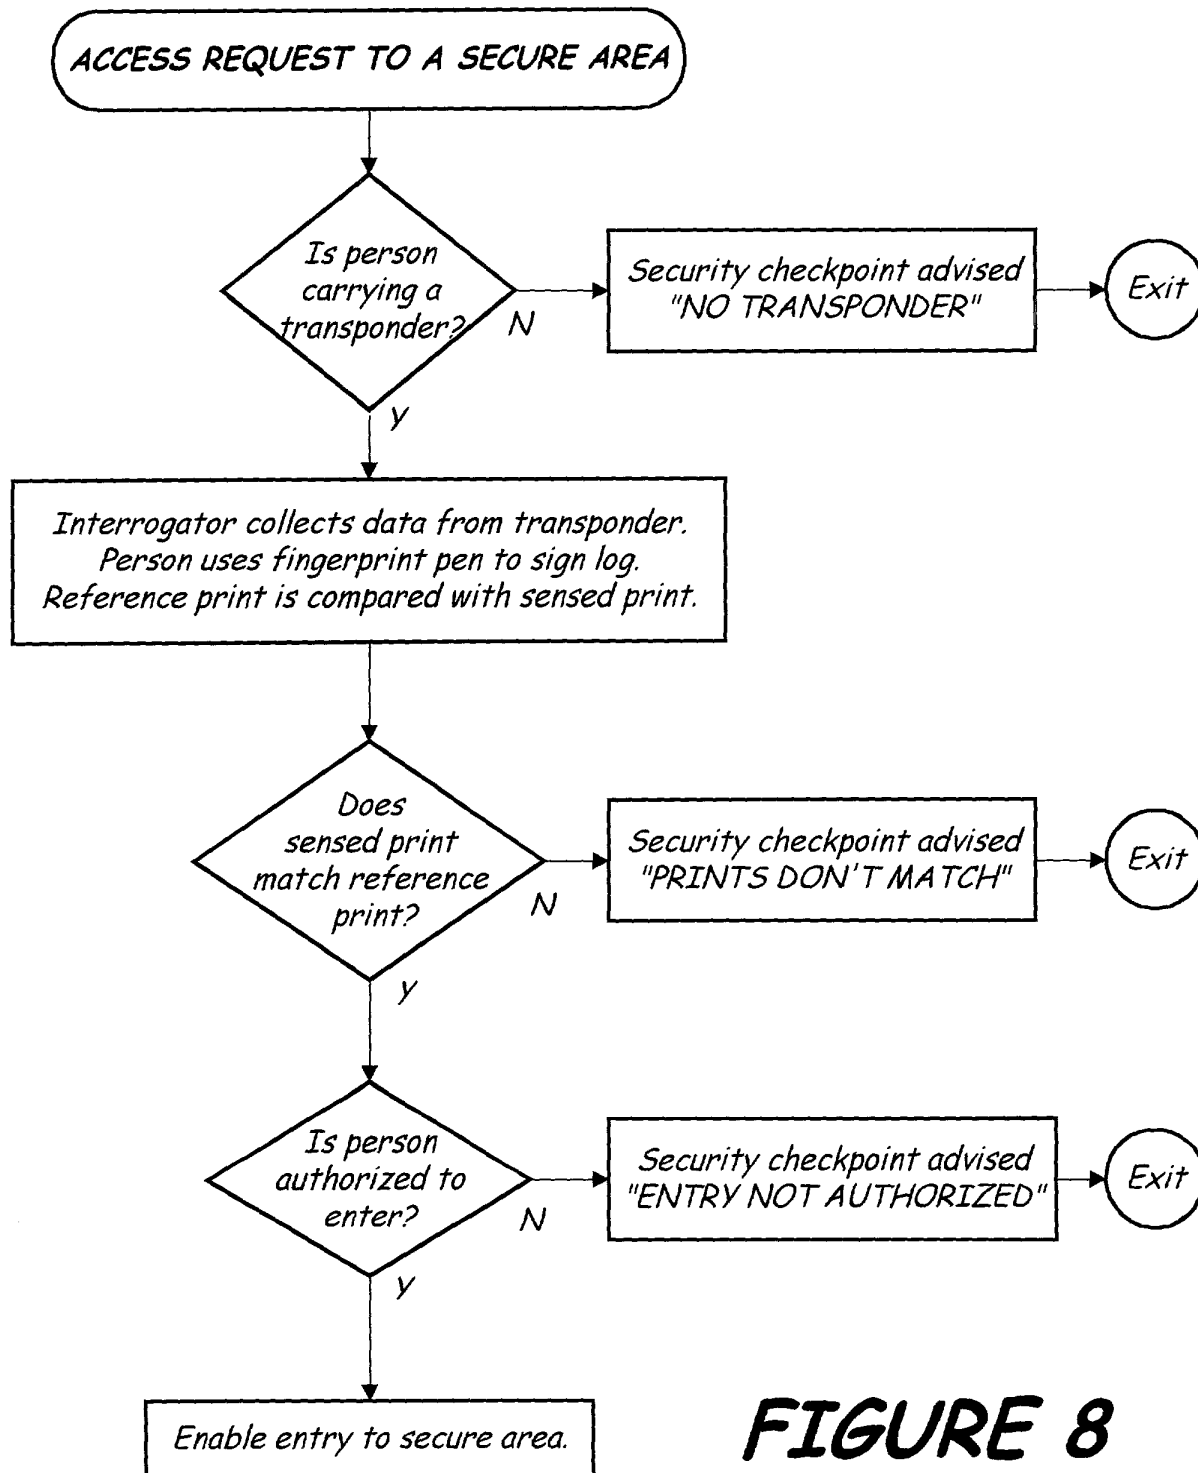 ACCESS REQUEST TO A SECURE AREA
Is person
carrying a
transponder?
N
Security checkpoint advised
"NO TRANSPONDER"
Exit
Y
Interrogator collects data from transponder.
Person uses fingerprint pen to sign log.
Reference print is compared with sensed print.
Does
sensed print
match reference
print?
N
Security checkpoint advised
"PRINTS DON'T MATCH"
Exit
Y
Is person
authorized to
enter?
N
Security checkpoint advised
"ENTRY NOT AUTHORIZED"
Exit
Y
Enable entry to secure area.
FIGURE 8